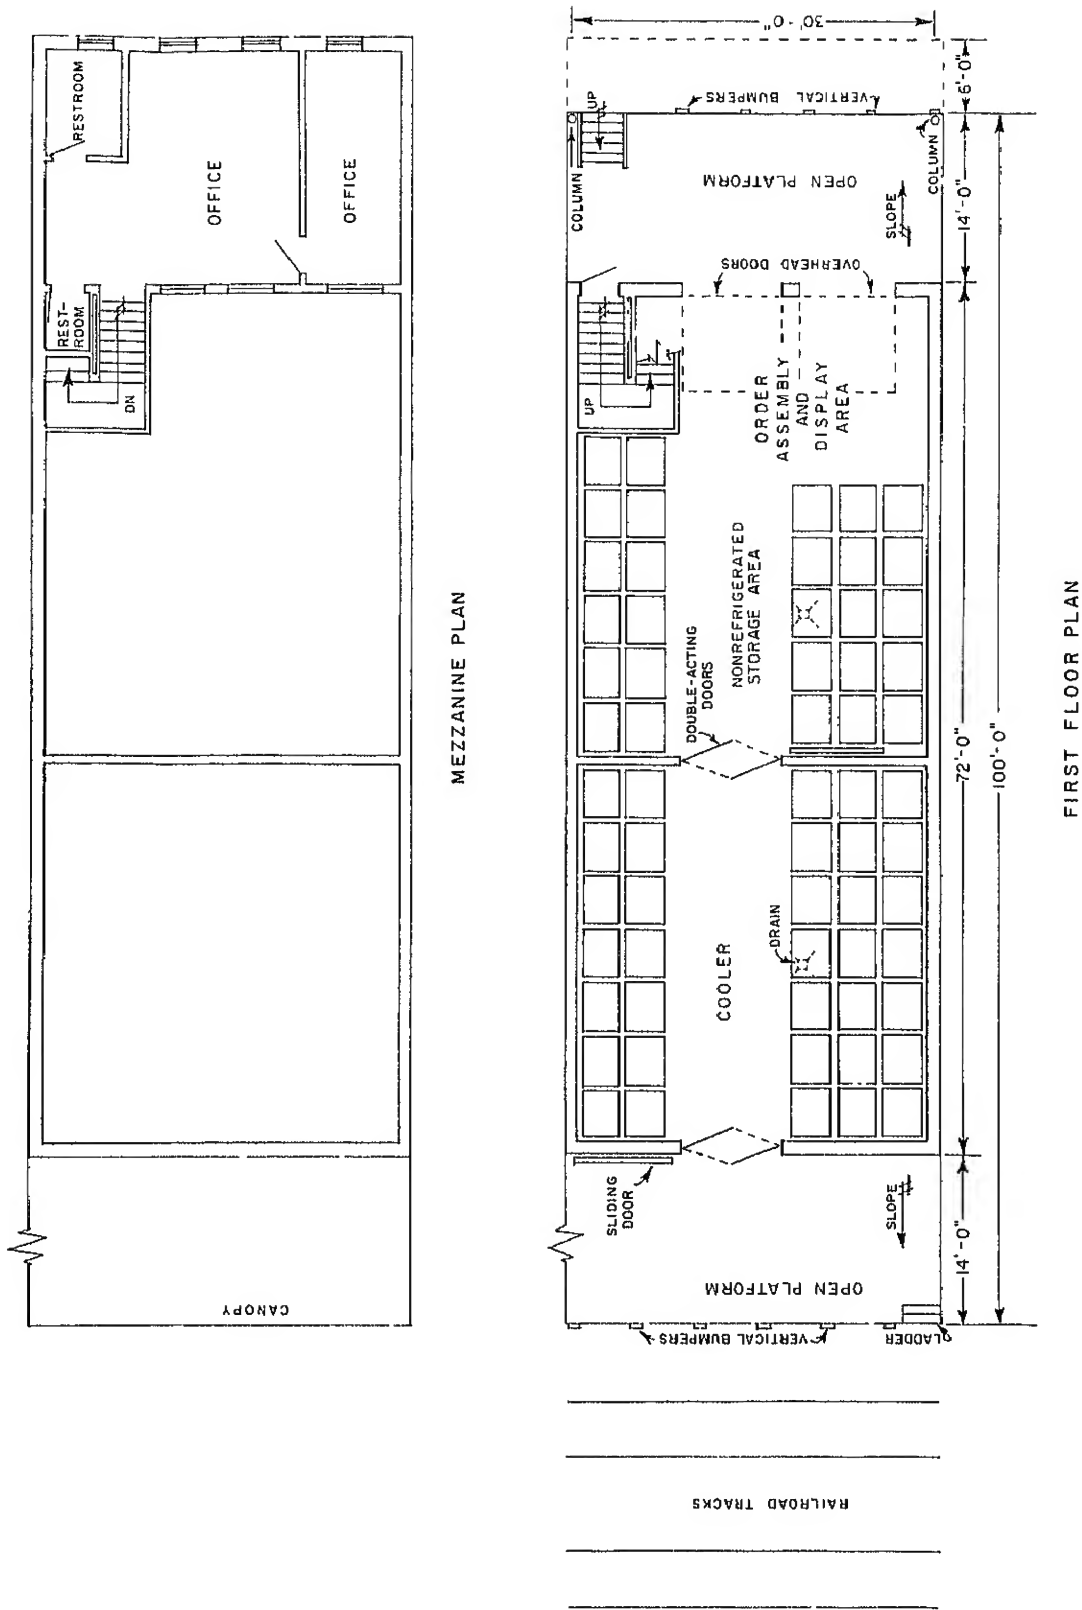 RESTROOM
OFFICE
OFFICE
REST-
ROOM
DN
CANOPY
MEZZANINE PLAN
30'-0"
6'-0"
UP
VERTICAL BUMPERS
COLUMN
OPEN PLATFORM
COLUMN
SLOPE
14'-0"
OVERHEAD DOORS
UP
ORDER
ASSEMBLY
AND
DISPLAY
AREA
NONREFRIGERATED
STORAGE AREA
DOUBLE-ACTING
DOORS
72'-0"
100'-0"
DRAIN
COOLER
SLIDING
DOOR
SLOPE
14'-0"
OPEN PLATFORM
VERTICAL BUMPERS
LADDER
RAILROAD TRACKS
FIRST FLOOR PLAN